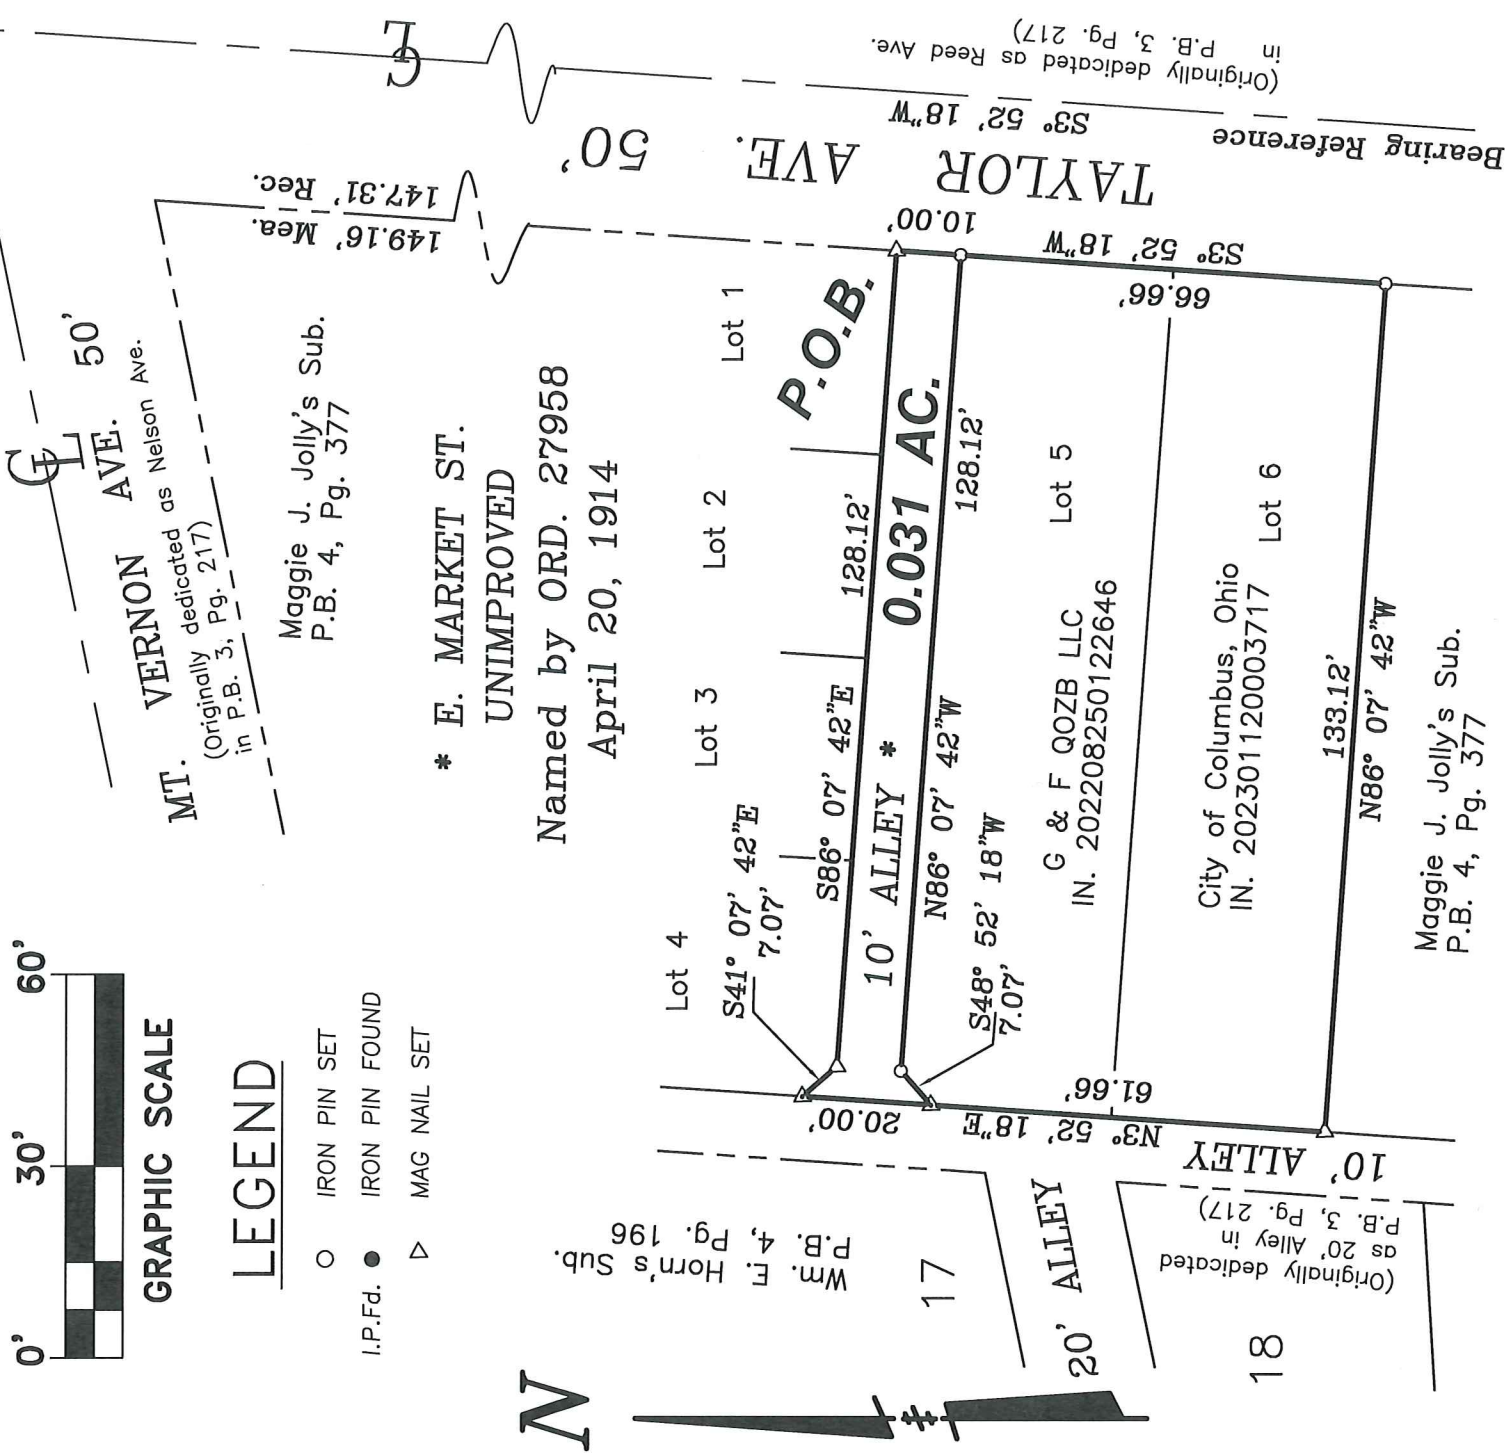 0' 30' 60'
GRAPHIC SCALE
LEGEND
○ IRON PIN SET
I.P.Fd. ● IRON PIN FOUND
△ MAG NAIL SET
N
C L
MT. VERNON AVE. 50'
(Originally dedicated as Nelson Ave.
in P.B. 3, Pg. 217)
Maggie J. Jolly's Sub.
P.B. 4, Pg. 377
* E. MARKET ST.
UNIMPROVED
Named by ORD. 27958
April 20, 1914
147.31' Rec.
149.16' Mea.
C L
TAYLOR AVE. 50'
(Originally dedicated as Reed Ave.
in P.B. 3, Pg. 217)
S3° 52' 18"W
Bearing Reference
Lot 4
Lot 3
Lot 2
Lot 1
P.O.B.
S41° 07' 42"E
7.07'
S86° 07' 42"E
128.12'
10.00'
10' ALLEY *
0.031 AC.
N86° 07' 42"W
128.12'
S48° 52' 18"W
7.07'
20.00'
S3° 52' 18"W
66.66'
Lot 5
G & F QOZB LLC
IN. 202208250122646
Lot 6
City of Columbus, Ohio
IN. 202301120003717
N3° 52' 18"E
61.66'
133.12'
N86° 07' 42"W
Maggie J. Jolly's Sub.
P.B. 4, Pg. 377
10' ALLEY
(Originally dedicated
as 20' Alley in
P.B. 3, Pg. 217)
Wm. E. Horn's Sub.
P.B. 4, Pg. 196
17
20' ALLEY
18